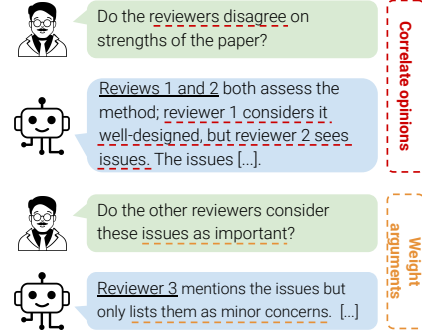 Do the reviewers disagree on
strengths of the paper?
Reviews 1 and 2 both assess the
method; reviewer 1 considers it
well-designed, but reviewer 2 sees
issues. The issues [...].
Correlate opinions
Do the other reviewers consider
these issues as important?
Reviewer 3 mentions the issues but
only lists them as minor concerns. [...]
Weight
arguments